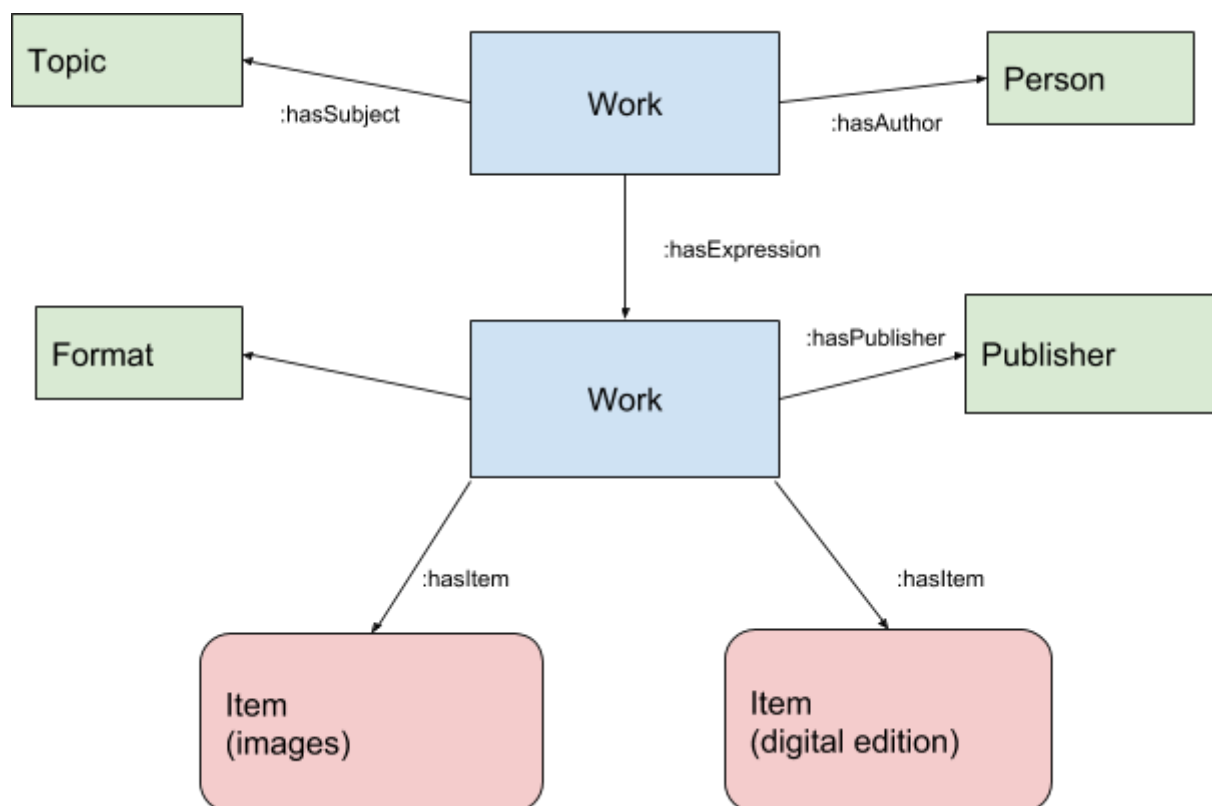 Topic
Work
Person
:hasSubject
:hasAuthor
:hasExpression
Format
Work
:hasPublisher
Publisher
:hasItem
:hasItem
Item
(images)
Item
(digital edition)